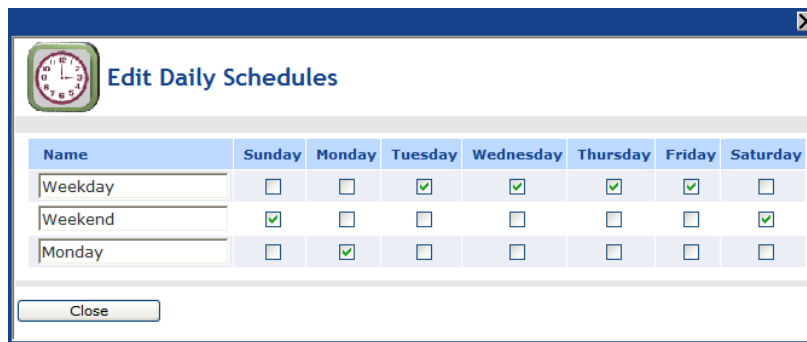 Edit Daily Schedules
Name Sunday Monday Tuesday Wednesday Thursday Friday Saturday
Weekday
Weekend
Monday
Close